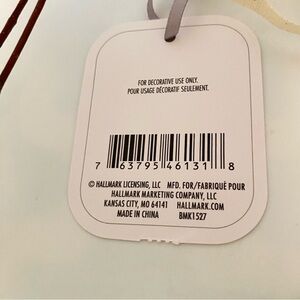 FOR DECORATIVE USE ONLY.
POUR USAGE DÉCORATIF SEULEMENT.
7 63795 46131 8
© HALLMARK LICENSING, LLC MFD. FOR/FABRIQUÉ POUR
HALLMARK MARKETING COMPANY, LLC
KANSAS CITY, MO 64141 HALLMARK.COM
MADE IN CHINA BMK1527